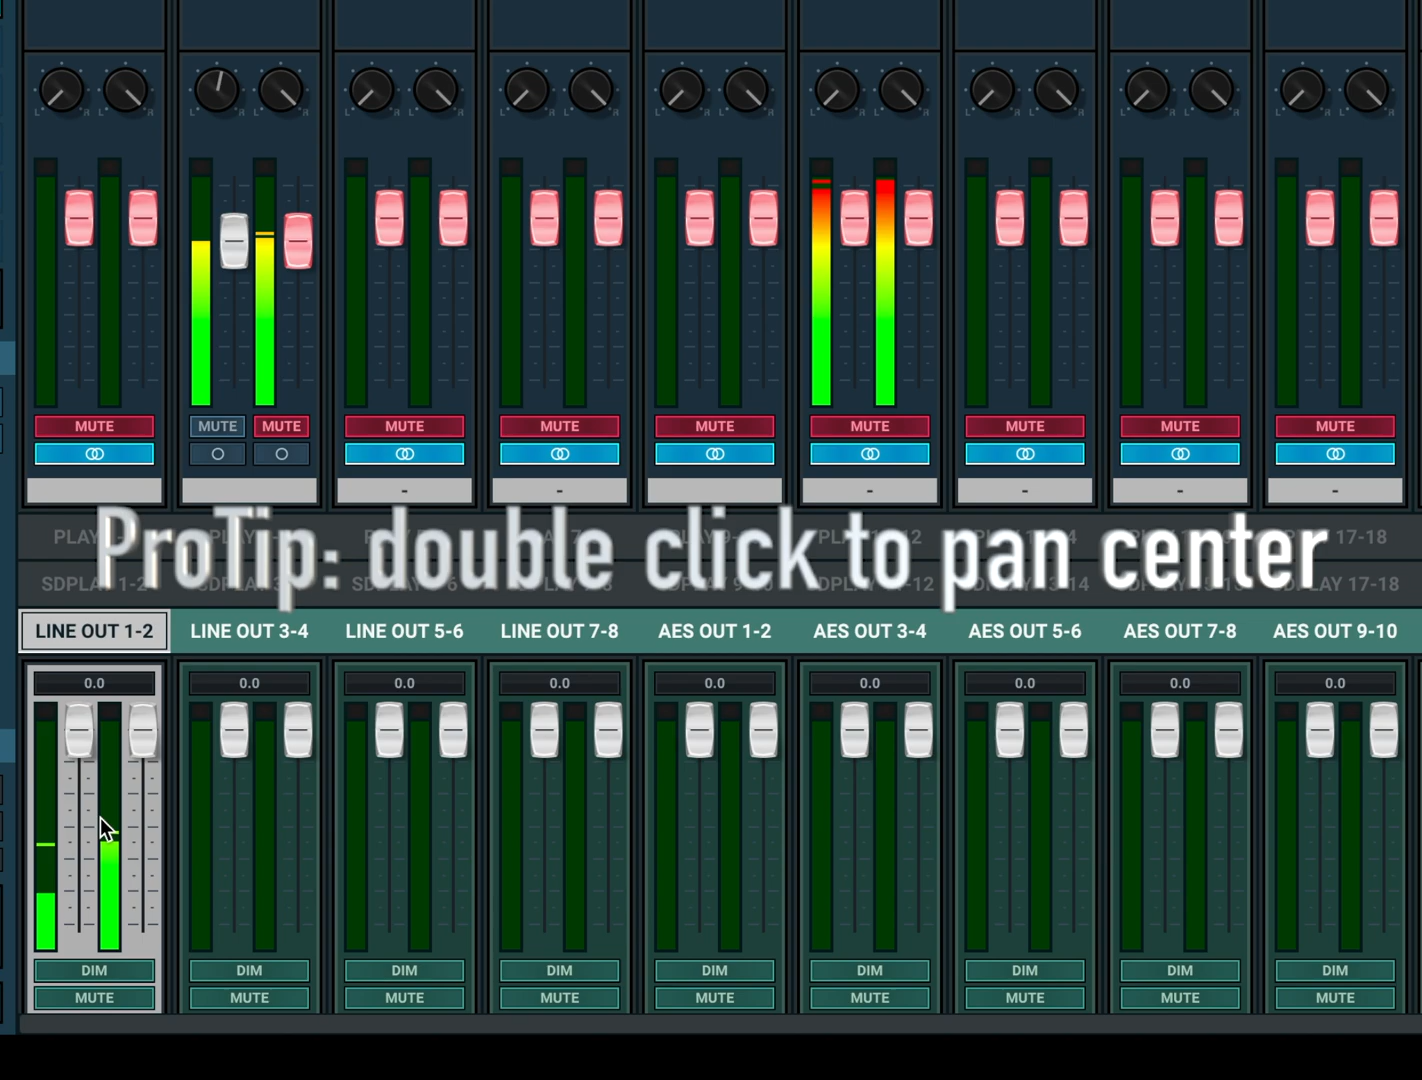 L R L R L R L R L R L R L R L R L R L R L R L R L R L R L R L R L R L R
MUTE MUTE MUTE MUTE MUTE MUTE MUTE MUTE MUTE MUTE
- - - - - -
ProTip: double click to pan center
17-18
SDPLAY 1-2 SDPLAY 17-18
LINE OUT 1-2 LINE OUT 3-4 LINE OUT 5-6 LINE OUT 7-8 AES OUT 1-2 AES OUT 3-4 AES OUT 5-6 AES OUT 7-8 AES OUT 9-10
0.0 0.0 0.0 0.0 0.0 0.0 0.0 0.0 0.0
DIM DIM DIM DIM DIM DIM DIM DIM DIM
MUTE MUTE MUTE MUTE MUTE MUTE MUTE MUTE MUTE